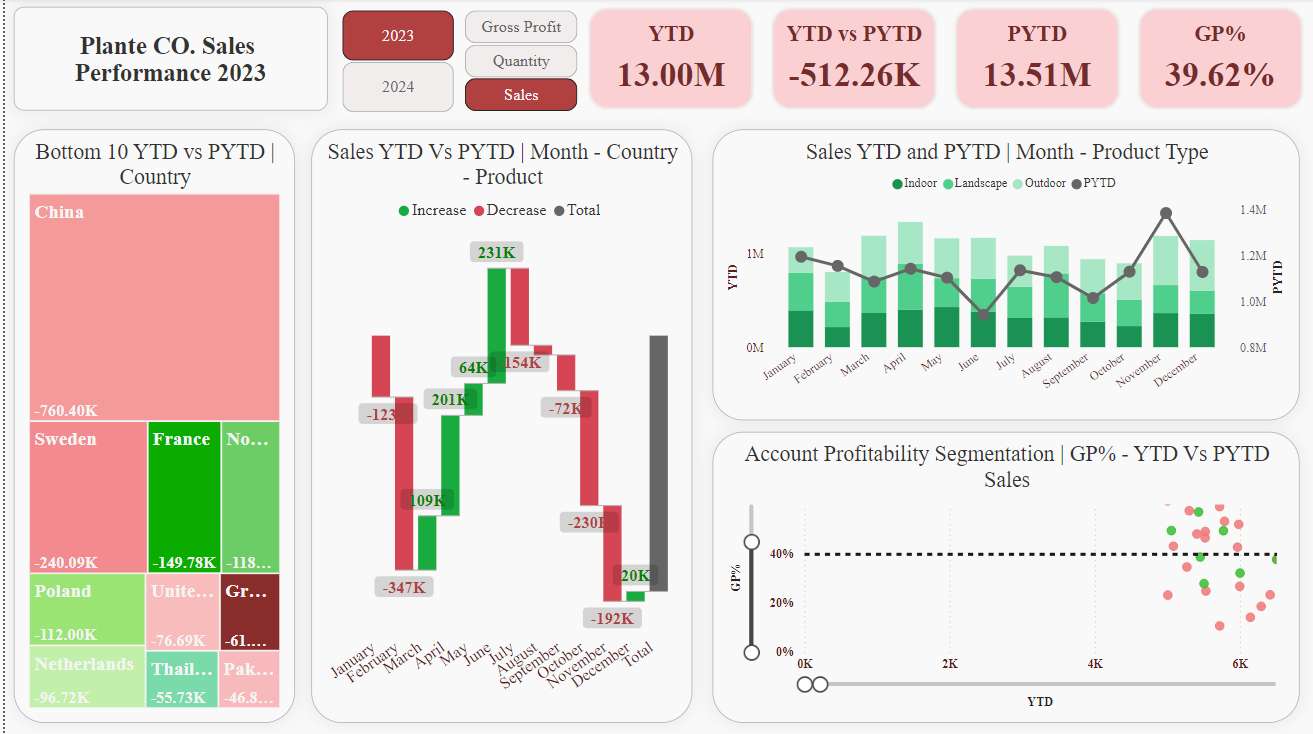 Plante CO. Sales
Performance 2023
2023
2024
Gross Profit
Quantity
Sales
YTD
13.00M
YTD vs PYTD
-512.26K
PYTD
13.51M
GP%
39.62%
Bottom 10 YTD vs PYTD |
Country
China
-760.40K
Sweden
-240.09K
France
-149.78K
No...
-118...
Poland
-112.00K
Netherlands
-96.72K
Unite...
-76.69K
Gr...
-61....
Thail...
-55.73K
Pak...
-46.8...
Sales YTD Vs PYTD | Month - Country
- Product
Increase
Decrease
Total
231K
64K
-154K
201K
-123
-72K
109K
-230K
-347K
20K
-192K
January
February
March
April
May
June
July
August
September
October
November
December
Total
Sales YTD and PYTD | Month - Product Type
Indoor
Landscape
Outdoor
PYTD
YTD
1M
0M
1.4M
1.2M
1.0M
0.8M
PYTD
January
February
March
April
May
June
July
August
September
October
November
December
Account Profitability Segmentation | GP% - YTD Vs PYTD
Sales
GP%
40%
20%
0%
0K
2K
4K
6K
YTD